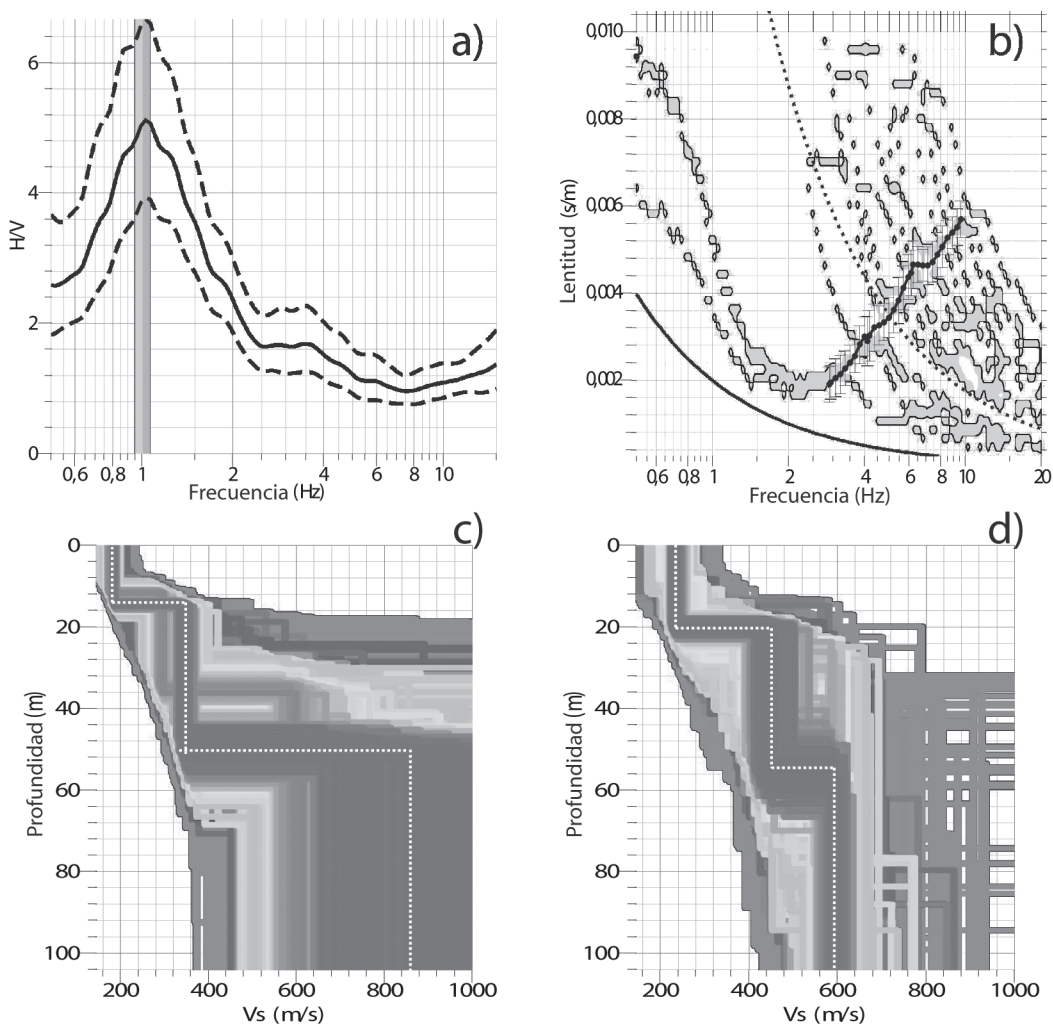 a)
6
4
2
0
H/V
0,6 0,8 1 2 4 6 8 10
Frecuencia (Hz)
b)
0,010
0,008
0,006
0,004
0,002
Lentitud (s/m)
0,6 0,8 1 2 4 6 8 10 20
Frecuencia (Hz)
c)
0
20
40
60
80
100
Profundidad (m)
200 400 600 800 1000
Vs (m/s)
d)
0
20
40
60
80
100
Profundidad (m)
200 400 600 800 1000
Vs (m/s)